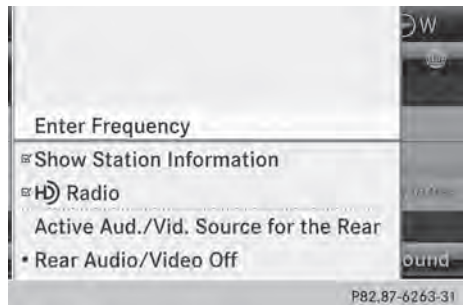 W
Enter Frequency
Show Station Information
HD Radio
Active Aud./Vid. Source for the Rear
• Rear Audio/Video Off
ound
P82.87-6263-31